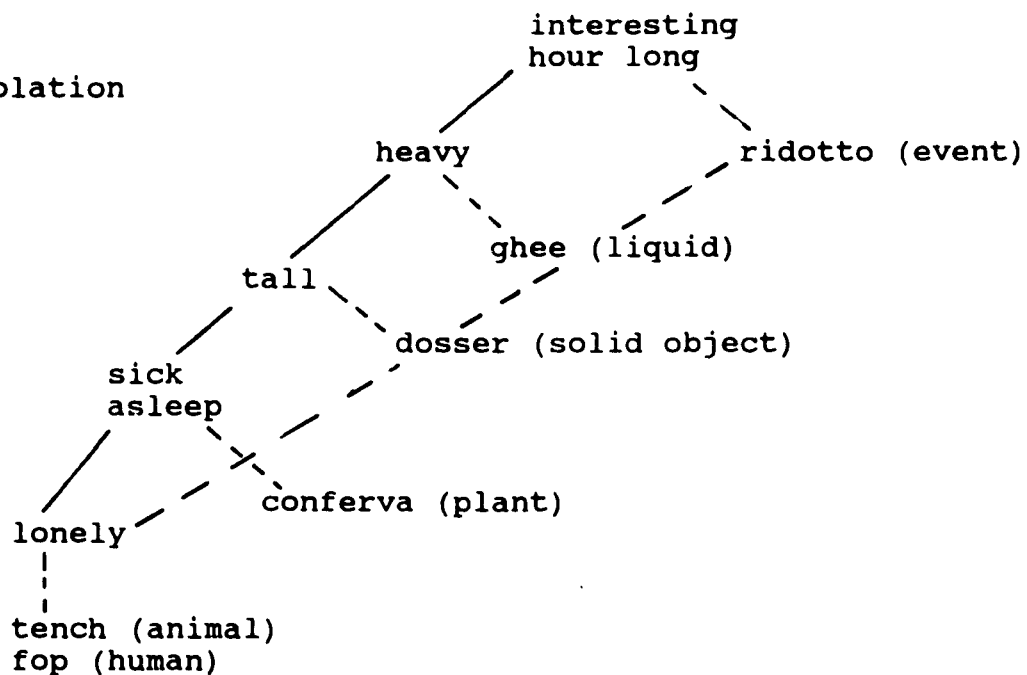 interesting
hour long
olation
heavy
ridotto (event)
ghee (liquid)
tall
dosser (solid object)
sick
asleep
conferva (plant)
lonely
tench (animal)
fop (human)